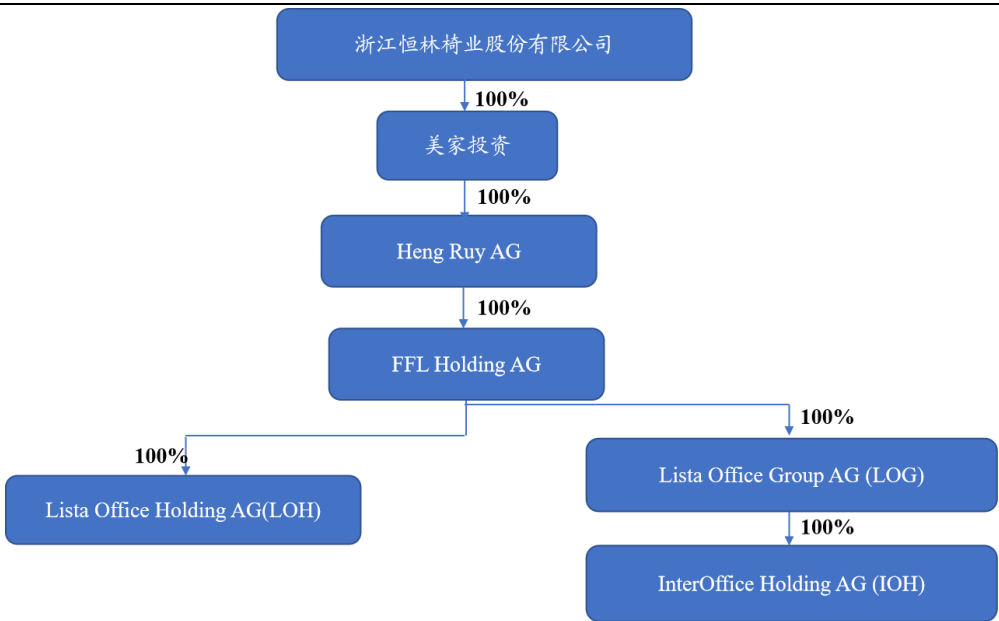 浙江恒林椅业股份有限公司
100%
美家投资
100%
Heng Ruy AG
100%
FFL Holding AG
100%
100%
Lista Office Group AG (LOG)
Lista Office Holding AG(LOH)
100%
InterOffice Holding AG (IOH)